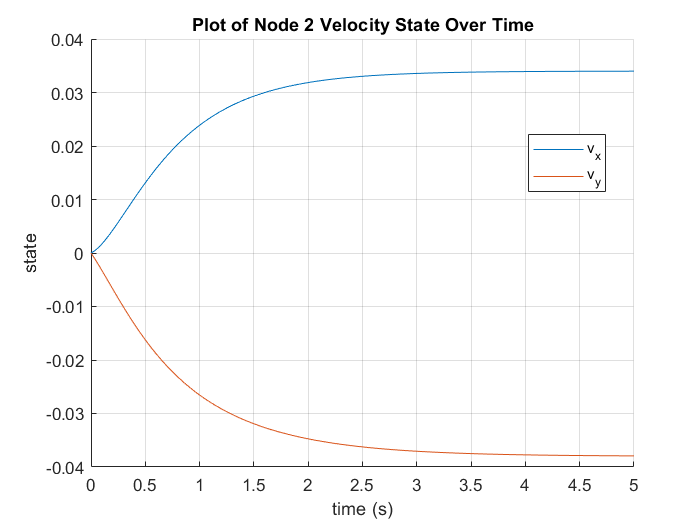 Plot of Node 2 Velocity State Over Time
0.04
0.03
0.02
0.01
0
-0.01
-0.02
-0.03
-0.04
state
v_x
v_y
0 0.5 1 1.5 2 2.5 3 3.5 4 4.5 5
time (s)